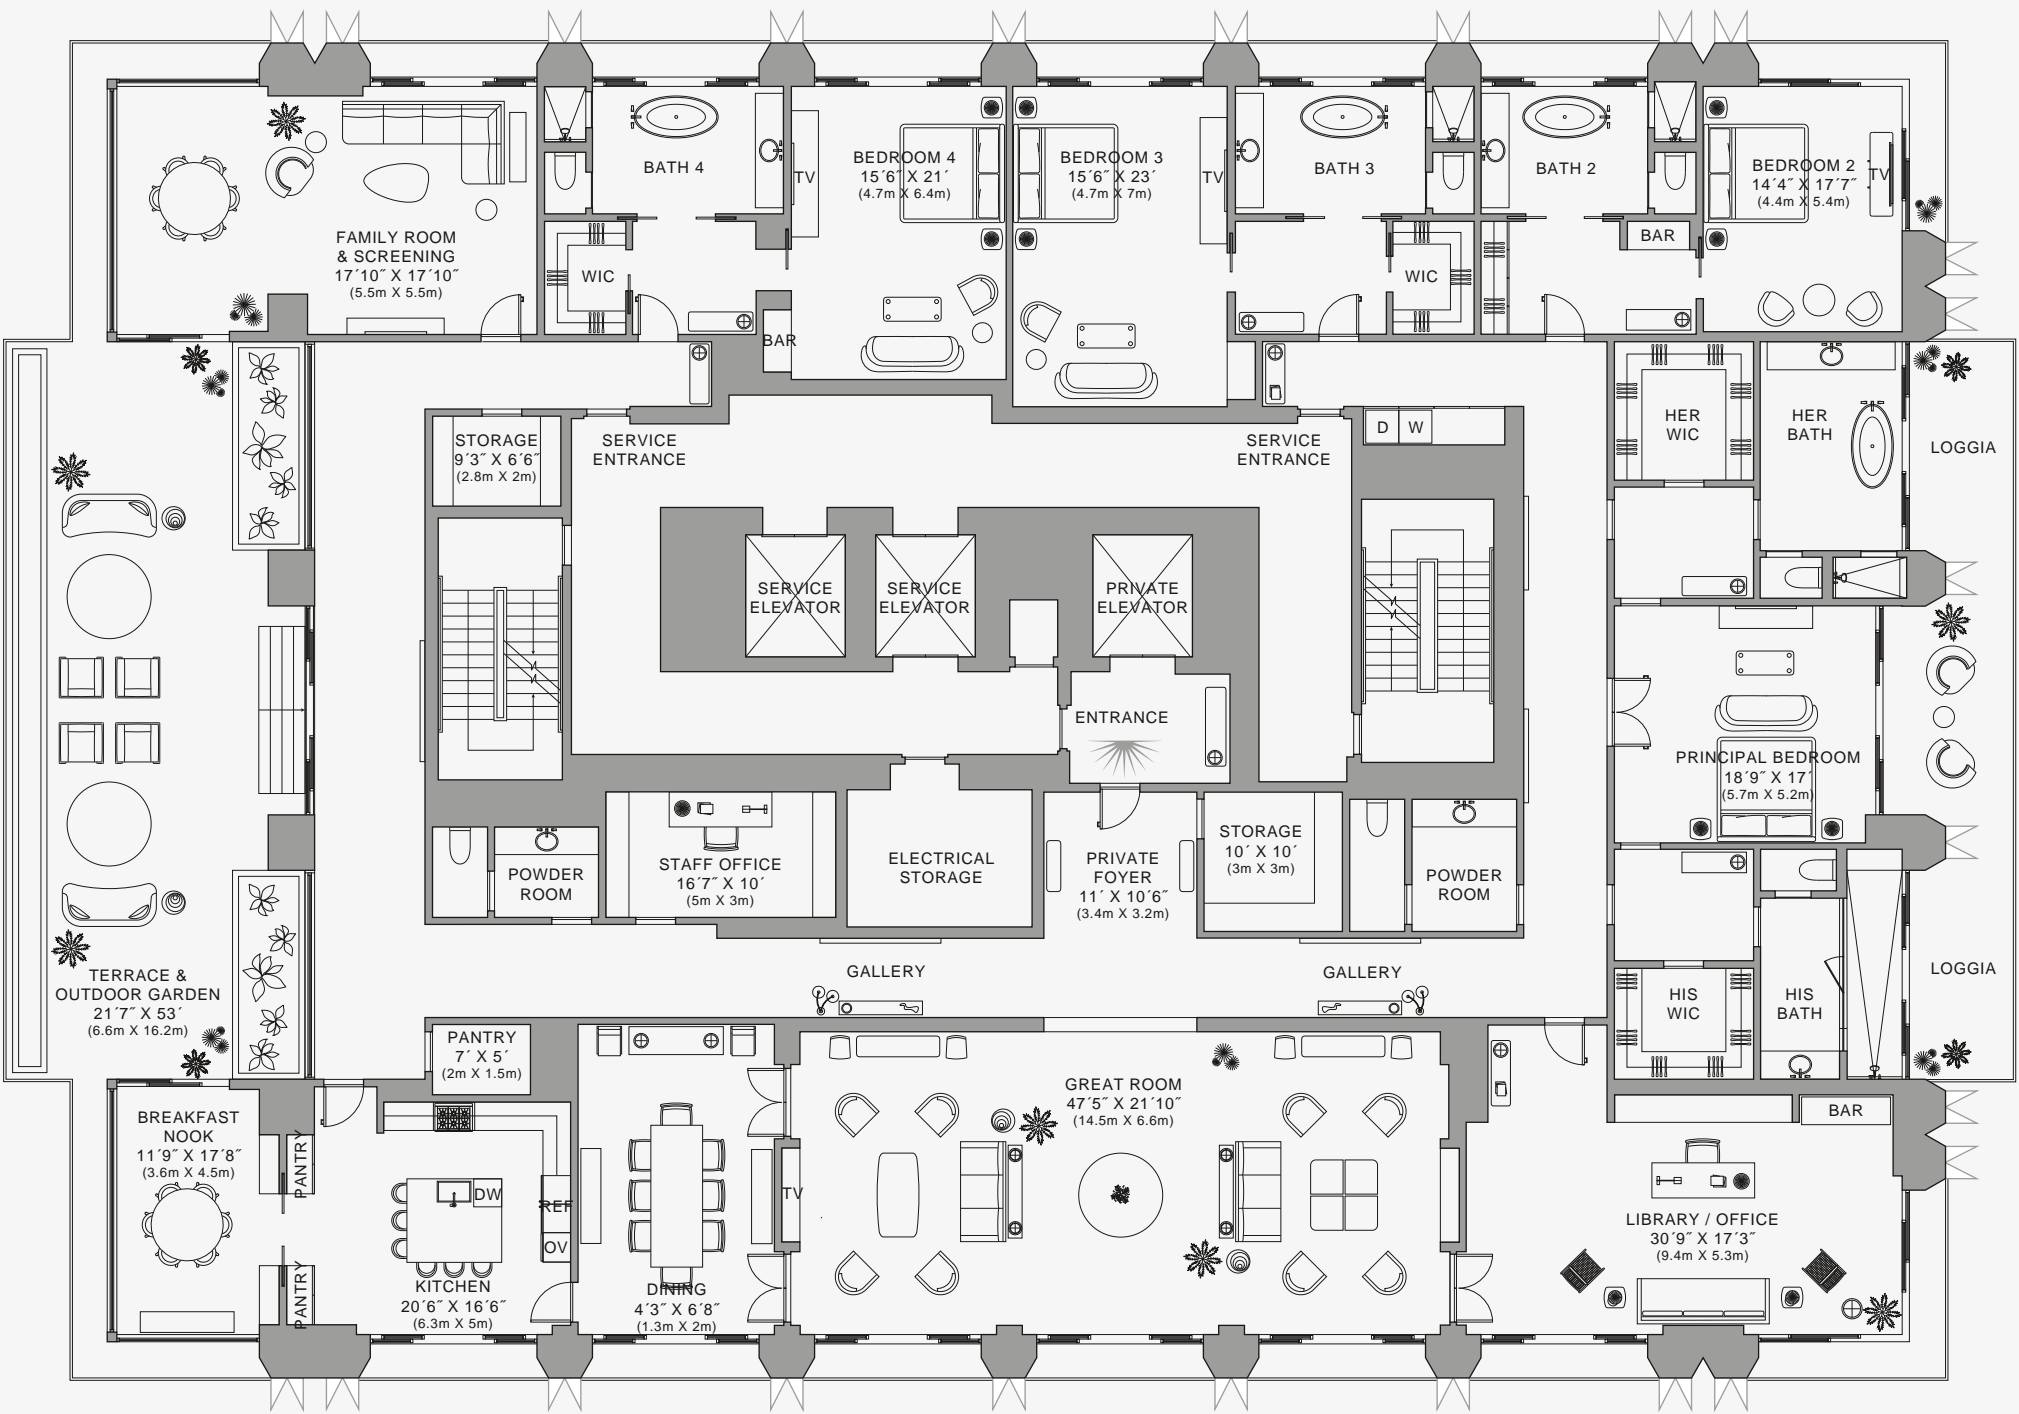 BATH 4
BEDROOM 4
15´6˝ X 21´
(4.7m X 6.4m)
TV
BEDROOM 3
15´6˝ X 23´
(4.7m X 7m)
TV
BATH 3
BATH 2
BEDROOM 2
14´4˝ X 17´7˝
(4.4m X 5.4m)
TV
FAMILY ROOM
& SCREENING
17´10˝ X 17´10˝
(5.5m X 5.5m)
WIC
WIC
BAR
BAR
STORAGE
9´3˝ X 6´6˝
(2.8m X 2m)
SERVICE
ENTRANCE
SERVICE
ENTRANCE
D
W
HER
WIC
HER
BATH
LOGGIA
SERVICE
ELEVATOR
SERVICE
ELEVATOR
PRIVATE
ELEVATOR
ENTRANCE
PRINCIPAL BEDROOM
18´9˝ X 17´
(5.7m X 5.2m)
POWDER
ROOM
STAFF OFFICE
16´7˝ X 10´
(5m X 3m)
ELECTRICAL
STORAGE
PRIVATE
FOYER
11´ X 10´6˝
(3.4m X 3.2m)
STORAGE
10´ X 10´
(3m X 3m)
POWDER
ROOM
TERRACE &
OUTDOOR GARDEN
21´7˝ X 53´
(6.6m X 16.2m)
GALLERY
GALLERY
HIS
WIC
HIS
BATH
LOGGIA
PANTRY
7´ X 5´
(2m X 1.5m)
BREAKFAST
NOOK
11´9˝ X 17´8˝
(3.6m X 4.5m)
PANTRY
PANTRY
DW
REF
OV
KITCHEN
20´6˝ X 16´6˝
(6.3m X 5m)
DINING
4´3˝ X 6´8˝
(1.3m X 2m)
TV
GREAT ROOM
47´5˝ X 21´10˝
(14.5m X 6.6m)
BAR
LIBRARY / OFFICE
30´9˝ X 17´3˝
(9.4m X 5.3m)